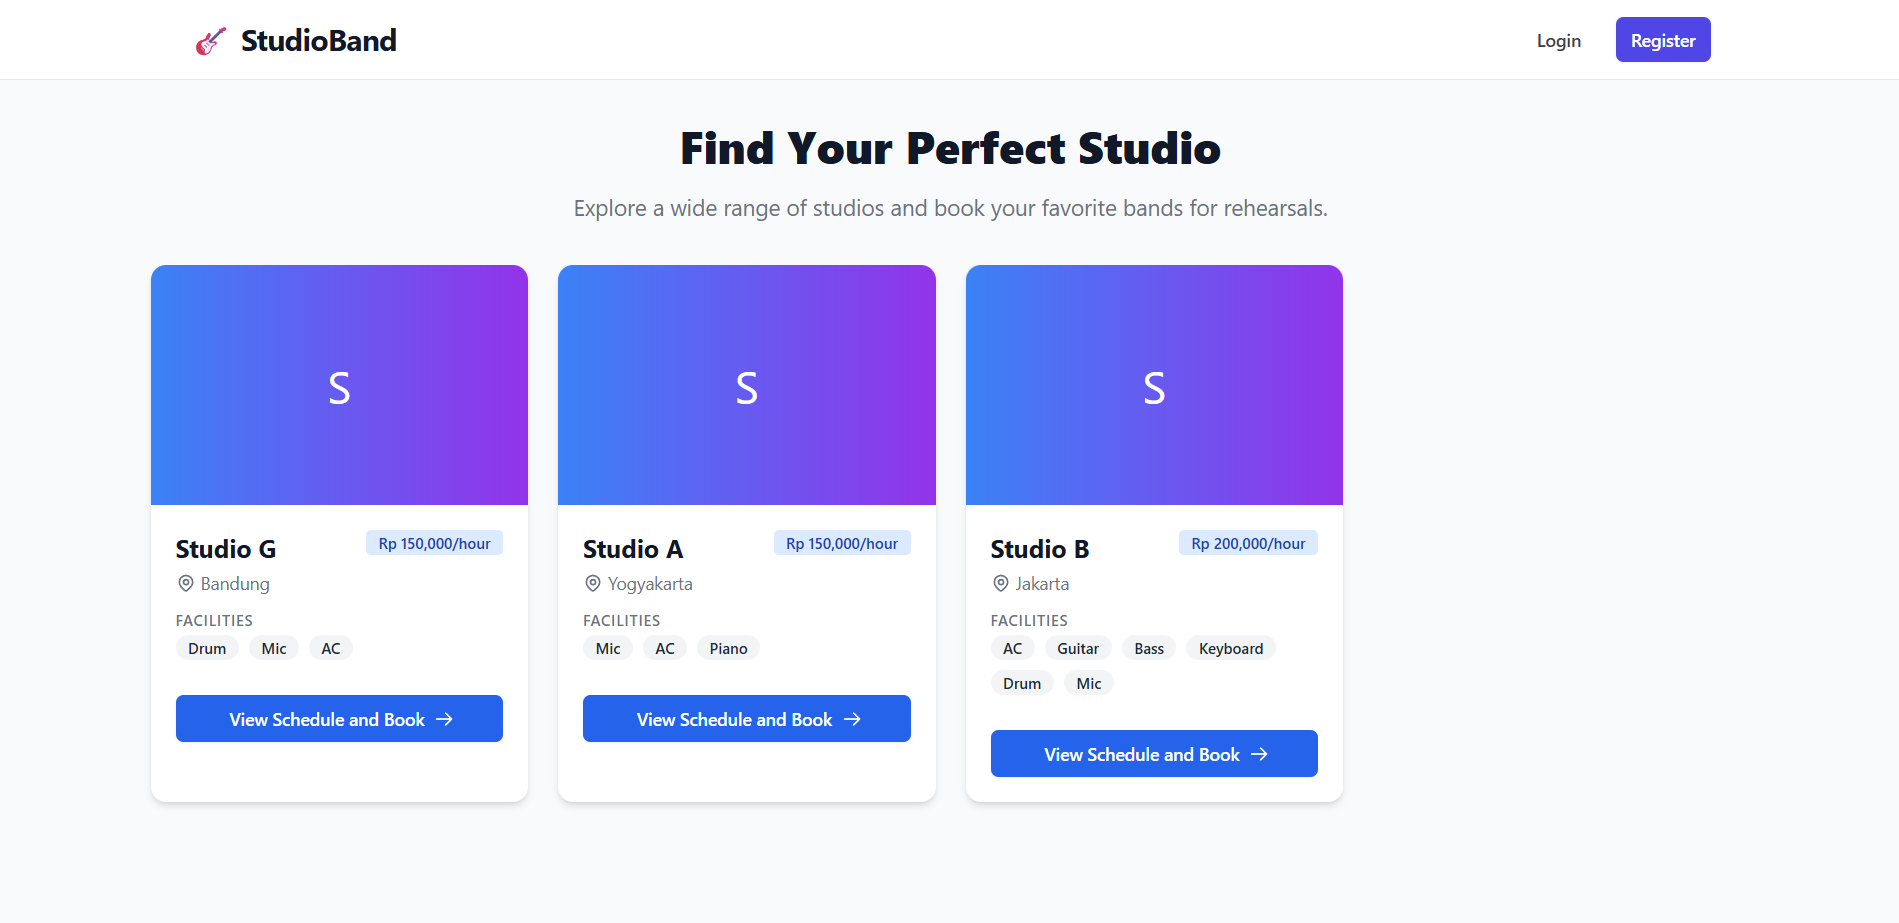 StudioBand
Login
Register
Find Your Perfect Studio
Explore a wide range of studios and book your favorite bands for rehearsals.
S
Studio G
Rp 150,000/hour
Bandung
FACILITIES
Drum Mic AC
View Schedule and Book →
S
Studio A
Rp 150,000/hour
Yogyakarta
FACILITIES
Mic AC Piano
View Schedule and Book →
S
Studio B
Rp 200,000/hour
Jakarta
FACILITIES
AC Guitar Bass Keyboard
Drum Mic
View Schedule and Book →